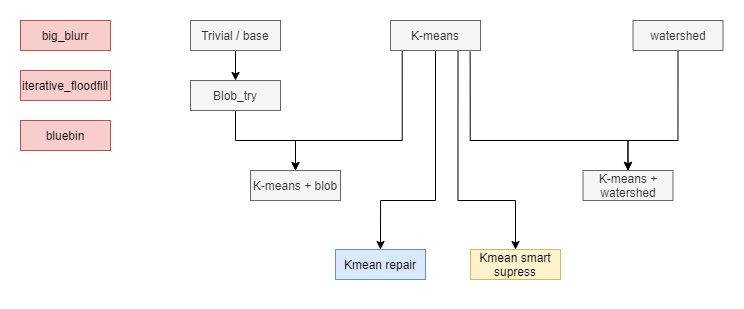 big_blurr
Trivial / base
K-means
watershed
iterative_floodfill
Blob_try
bluebin
K-means + blob
K-means +
watershed
Kmean repair
Kmean smart
supress